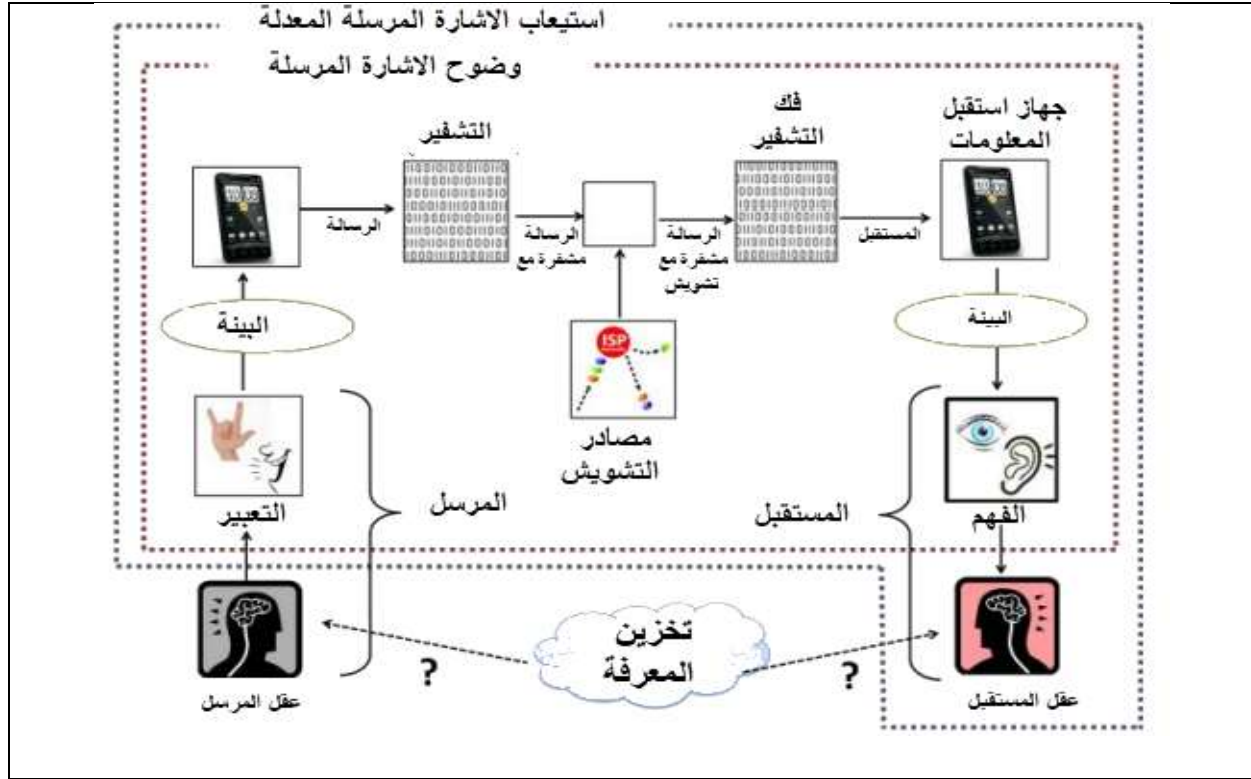 استيعاب الاشارة المرسلة المعدلة
وضوح الاشارة المرسلة
التشفير
فك
التشفير
جهاز استقبل
المعلومات
الرسالة
الرسالة
مشفرة مع
الرسالة
مشفرة مع
تشويش
المستقبل
البينة
البينة
ISP
مصادر
التشويش
التعبير
المرسل
المستقبل
الفهم
تخزين
المعرفة
?
?
عقل المرسل
عقل المستقبل